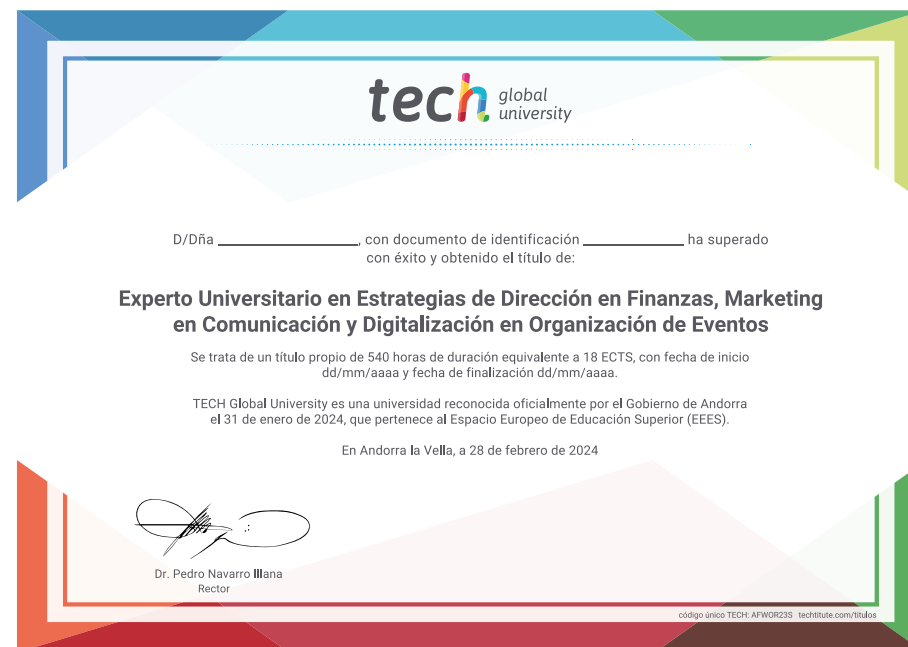 tech global university
D/Dña ____________, con documento de identificación ____________ ha superado
con éxito y obtenido el título de:
Experto Universitario en Estrategias de Dirección en Finanzas, Marketing
en Comunicación y Digitalización en Organización de Eventos
Se trata de un título propio de 540 horas de duración equivalente a 18 ECTS, con fecha de inicio
dd/mm/aaaa y fecha de finalización dd/mm/aaaa.
TECH Global University es una universidad reconocida oficialmente por el Gobierno de Andorra
el 31 de enero de 2024, que pertenece al Espacio Europeo de Educación Superior (EEES).
En Andorra la Vella, a 28 de febrero de 2024
Dr. Pedro Navarro Illana
Rector
código único TECH: AFWOR23S techtitute.com/titulos